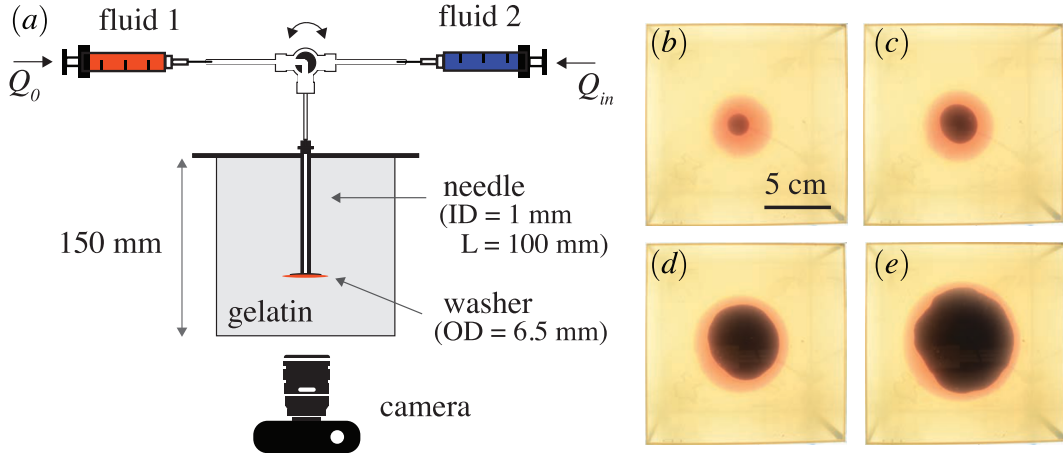 (a)
fluid 1
fluid 2
Q0
Qin
150 mm
needle
(ID = 1 mm
L = 100 mm)
washer
(OD = 6.5 mm)
gelatin
camera
(b)
5 cm
(c)
(d)
(e)